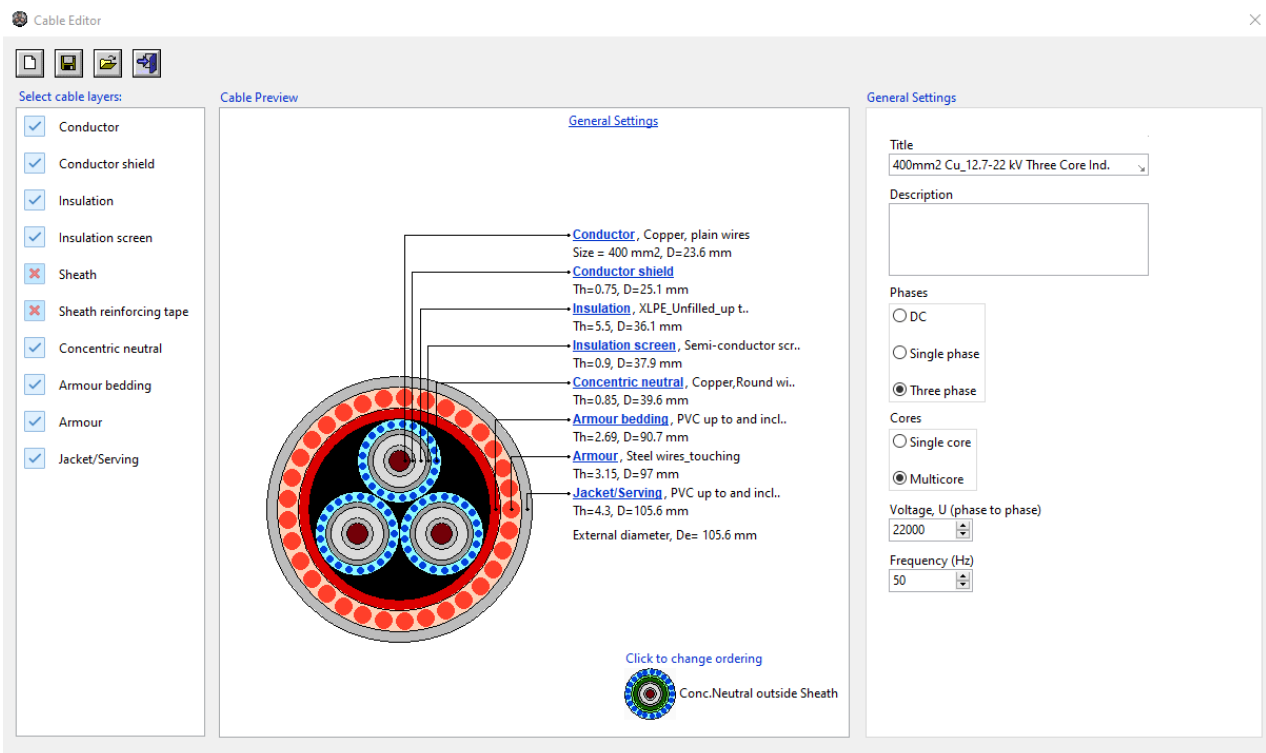 Cable Editor
Select cable layers:
Conductor
Conductor shield
Insulation
Insulation screen
Sheath
Sheath reinforcing tape
Concentric neutral
Armour bedding
Armour
Jacket/Serving
Cable Preview
General Settings
Conductor, Copper, plain wires
Size = 400 mm2, D=23.6 mm
Conductor shield
Th=0.75, D=25.1 mm
Insulation, XLPE_Unfilled_up t..
Th=5.5, D=36.1 mm
Insulation screen, Semi-conductor scr..
Th=0.9, D=37.9 mm
Concentric neutral, Copper,Round wi..
Th=0.85, D=39.6 mm
Armour bedding, PVC up to and incl..
Th=2.69, D=90.7 mm
Armour, Steel wires_touching
Th=3.15, D=97 mm
Jacket/Serving, PVC up to and incl..
Th=4.3, D=105.6 mm
External diameter, De= 105.6 mm
Click to change ordering
Conc.Neutral outside Sheath
General Settings
Title
400mm2 Cu_12.7-22 kV Three Core Ind.
Description
Phases
DC
Single phase
Three phase
Cores
Single core
Multicore
Voltage, U (phase to phase)
22000
Frequency (Hz)
50